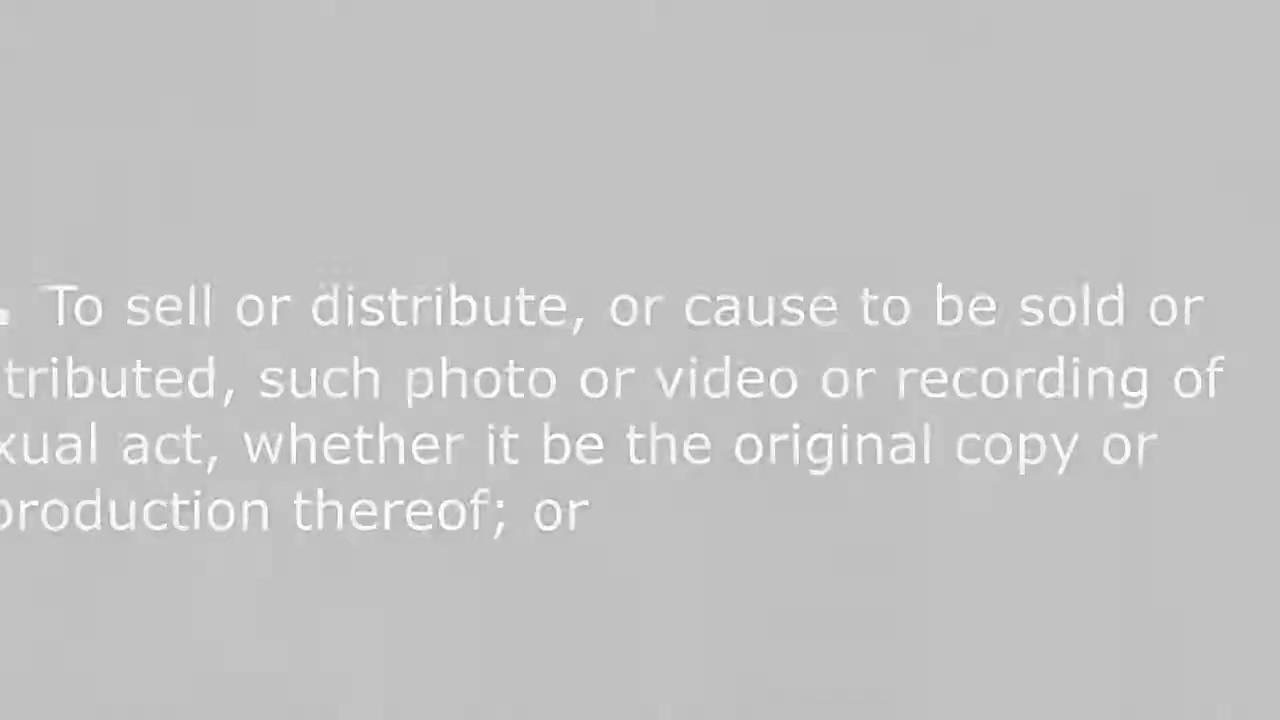 . To sell or distribute, or cause to be sold or
tributed, such photo or video or recording of
xual act, whether it be the original copy or
production thereof; or